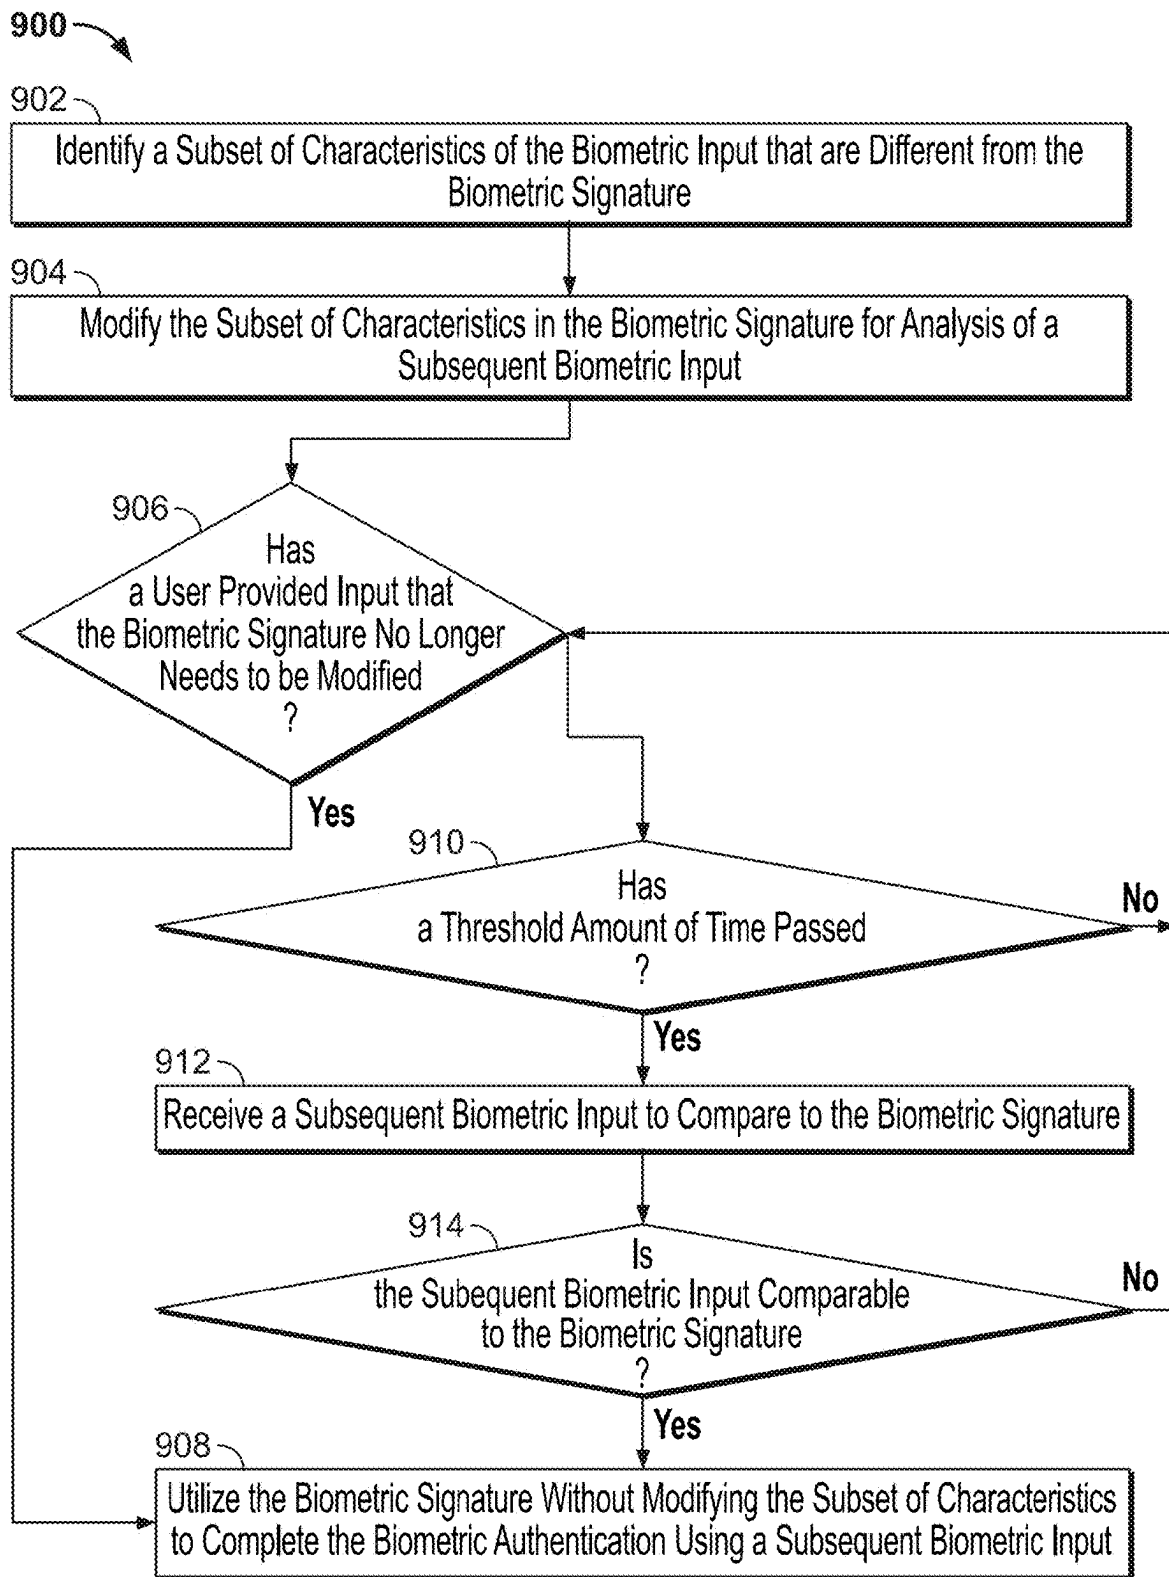 900
902
Identify a Subset of Characteristics of the Biometric Input that are Different from the
Biometric Signature
904
Modify the Subset of Characteristics in the Biometric Signature for Analysis of a
Subsequent Biometric Input
906
Has
a User Provided Input that
the Biometric Signature No Longer
Needs to be Modified
?
Yes
910
Has
a Threshold Amount of Time Passed
?
No
Yes
912
Receive a Subsequent Biometric Input to Compare to the Biometric Signature
914
Is
the Subequent Biometric Input Comparable
to the Biometric Signature
?
No
Yes
908
Utilize the Biometric Signature Without Modifying the Subset of Characteristics
to Complete the Biometric Authentication Using a Subsequent Biometric Input